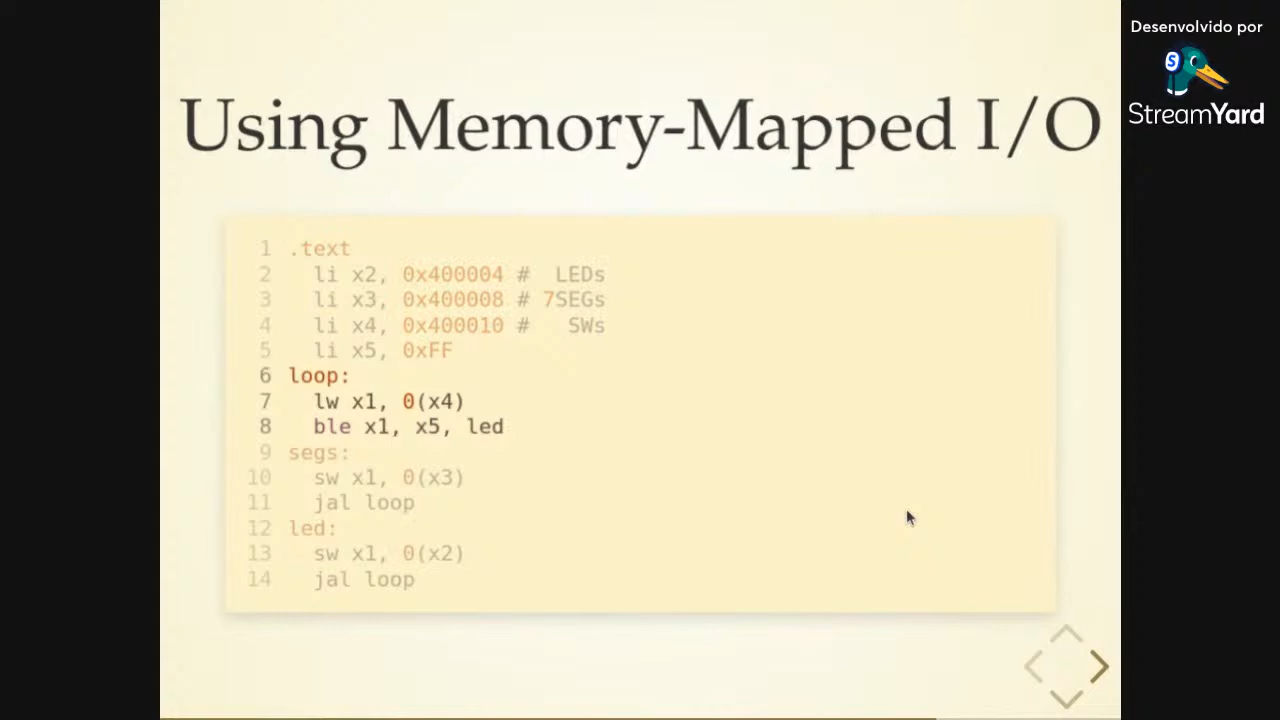 Desenvolvido por
StreamYard
Using Memory-Mapped I/O
1 .text
2   li x2, 0x400004 #  LEDs
3   li x3, 0x400008 # 7SEGs
4   li x4, 0x400010 #   SWs
5   li x5, 0xFF
6 loop:
7   lw x1, 0(x4)
8   ble x1, x5, led
9 segs:
10   sw x1, 0(x3)
11   jal loop
12 led:
13   sw x1, 0(x2)
14   jal loop